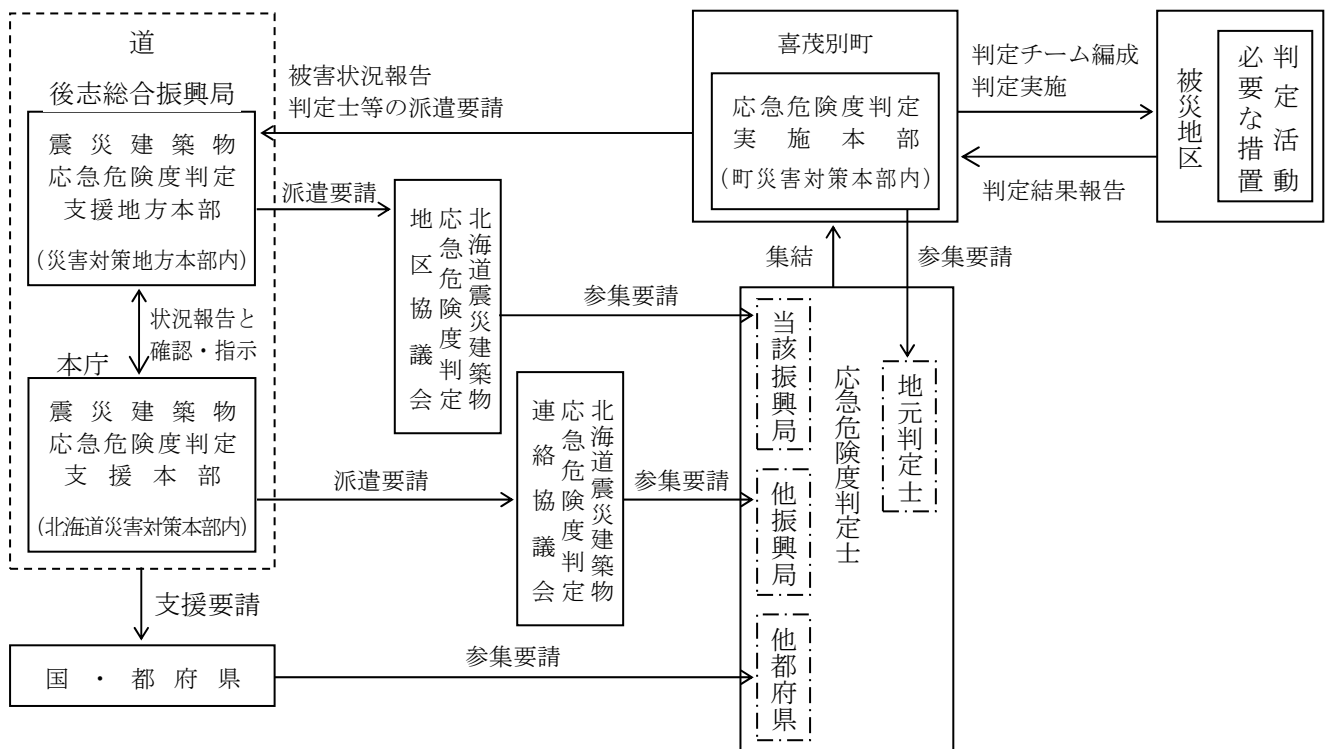 道
後志総合振興局
震災建築物
応急危険度判定
支援地方本部
(災害対策地方本部内)
状況報告と
確認・指示
本庁
震災建築物
応急危険度判定
支援本部
(北海道災害対策本部内)
支援要請
国・都府県
被害状況報告
判定士等の派遣要請
派遣要請
北海道震災建築物
応急危険度判定
地区協議会
派遣要請
北海道震災建築物
応急危険度判定
連絡協議会
参集要請
参集要請
参集要請
喜茂別町
応急危険度判定
実施本部
(町災害対策本部内)
集結
参集要請
当該振興局
他振興局
他都府県
応急危険度判定士
地元判定士
判定チーム編成
判定実施
判定結果報告
被災地区
判定活動
必要な措置